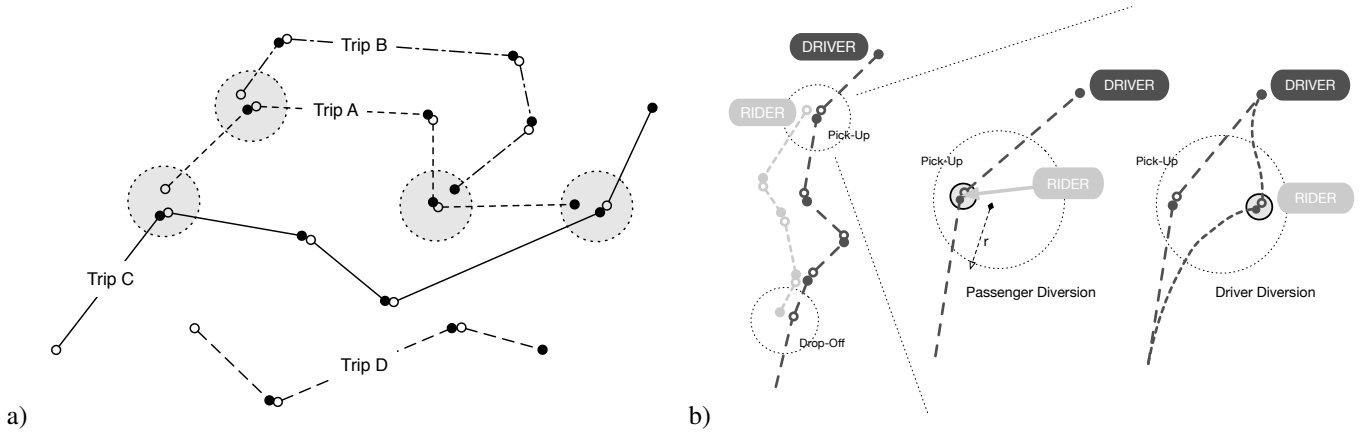 Trip B
Trip A
Trip C
Trip D
a)
DRIVER
RIDER
Pick-Up
Drop-Off
DRIVER
Pick-Up
RIDER
r
Passenger Diversion
DRIVER
Pick-Up
RIDER
Driver Diversion
b)